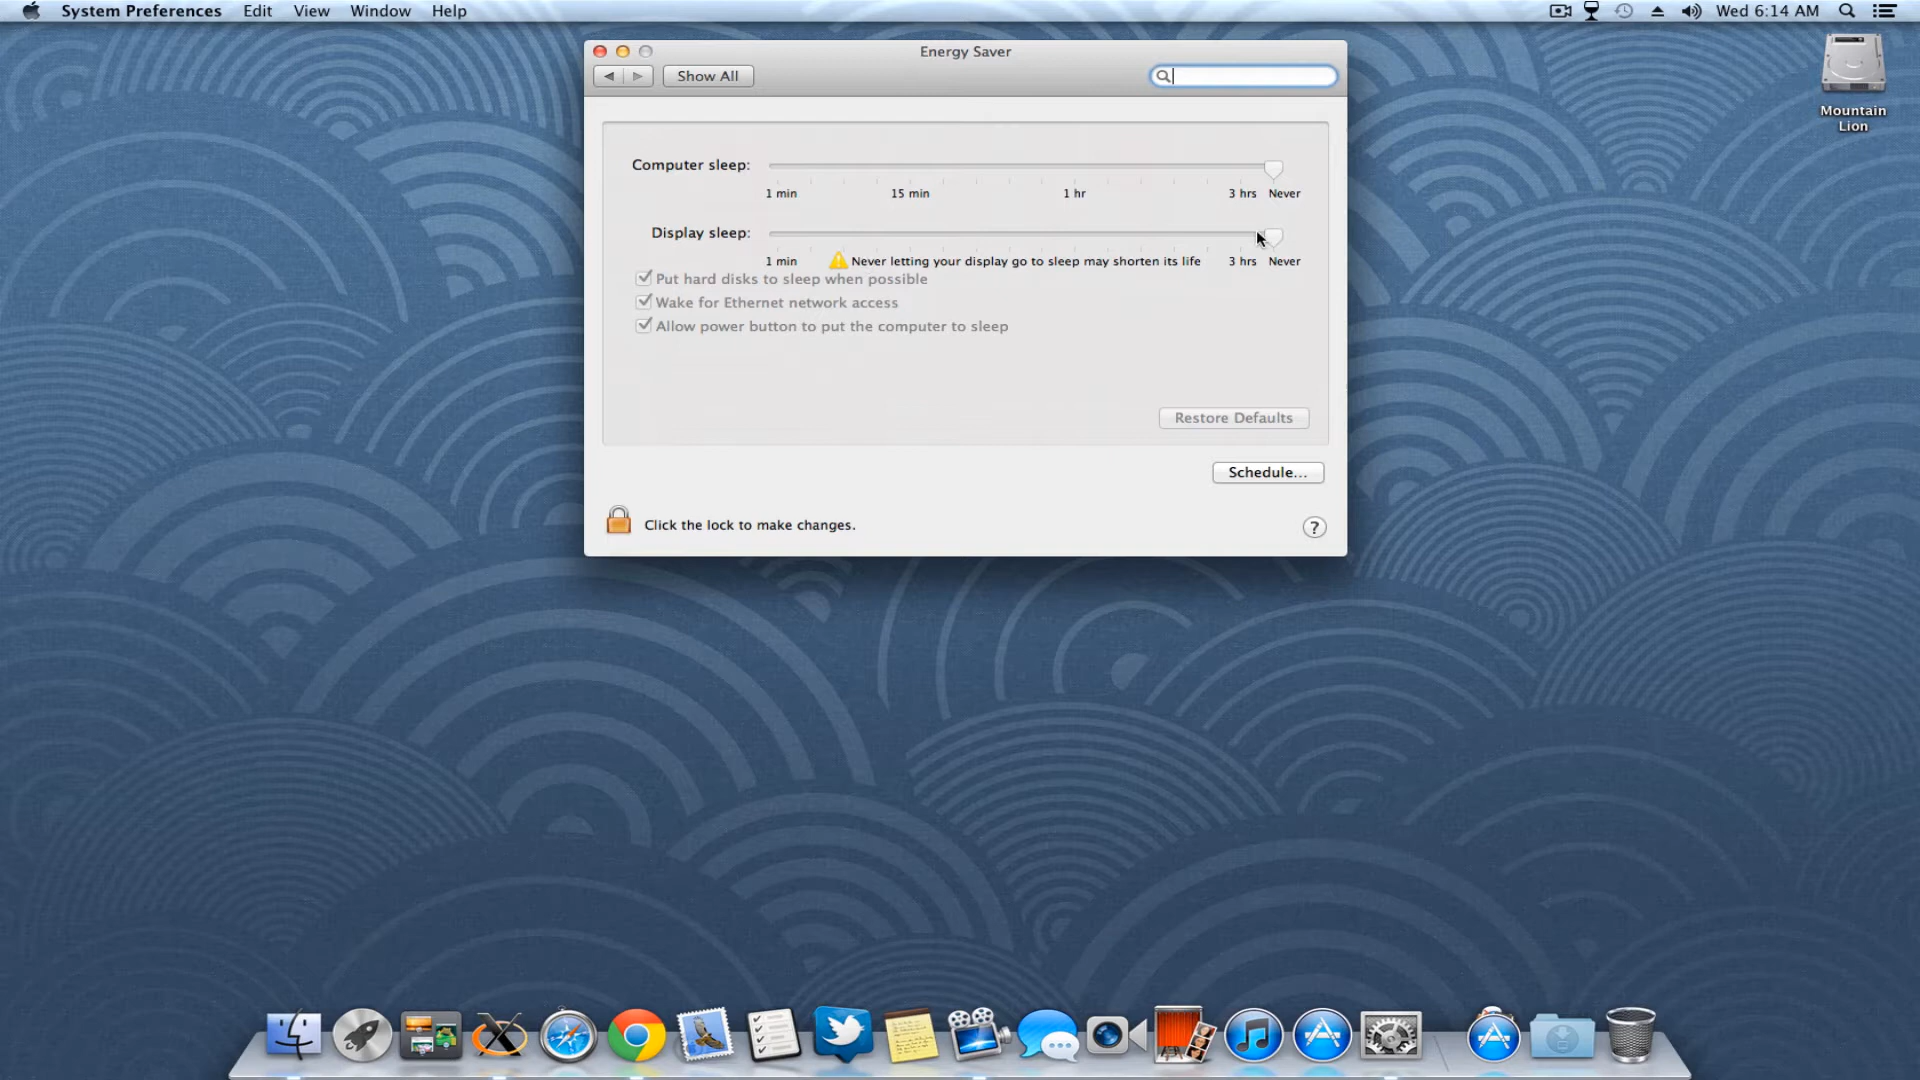 System Preferences Edit View Window Help Wed 6:14 AM
Energy Saver
Show All
Mountain
Lion
Computer sleep:
1 min 15 min 1 hr 3 hrs Never
Display sleep:
1 min Never letting your display go to sleep may shorten its life 3 hrs Never
Put hard disks to sleep when possible
Wake for Ethernet network access
Allow power button to put the computer to sleep
Restore Defaults
Schedule...
Click the lock to make changes. ?